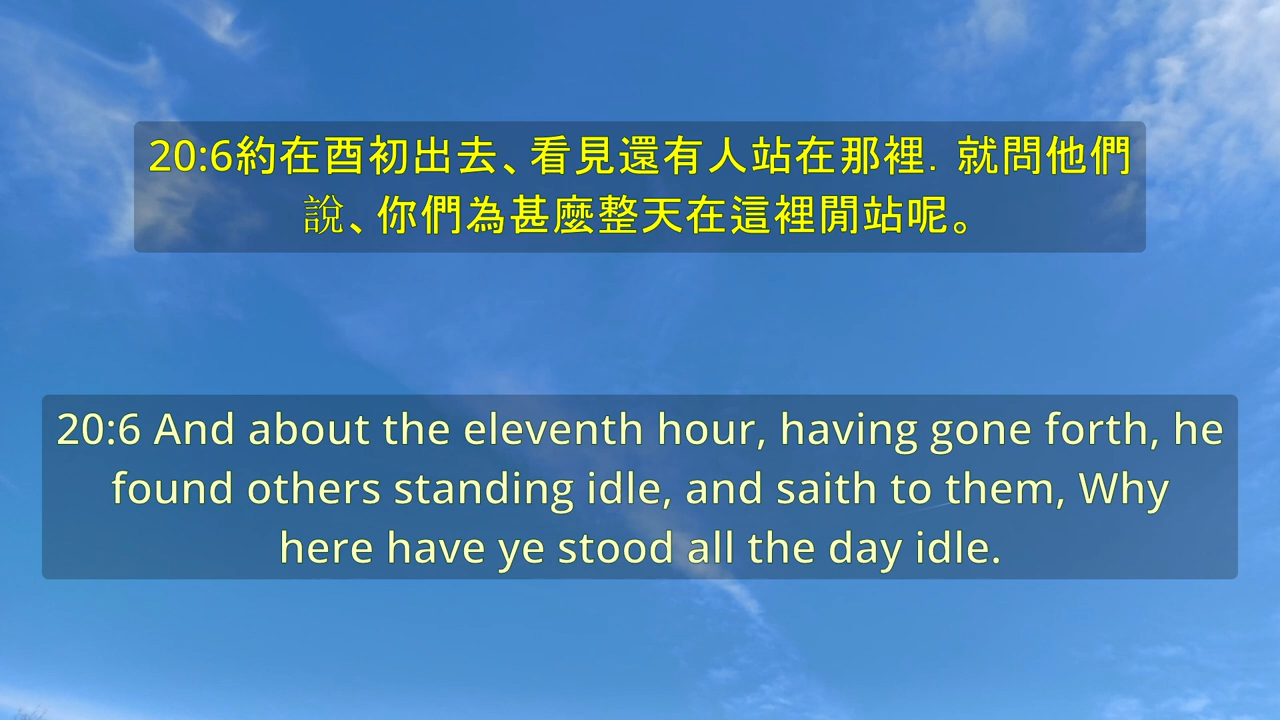 20:6約在酉初出去、看見還有人站在那裡．就問他們
說、你們為甚麼整天在這裡閒站呢。
20:6 And about the eleventh hour, having gone forth, he
found others standing idle, and saith to them, Why
here have ye stood all the day idle.